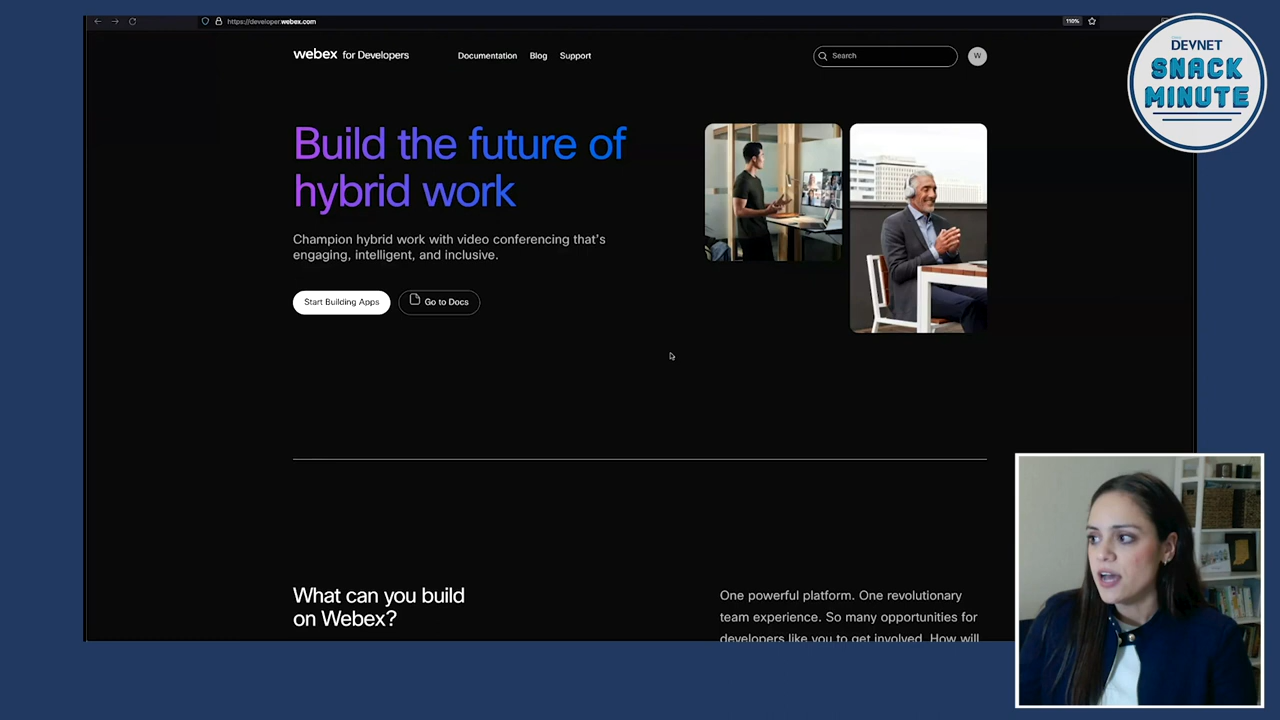 https://developer.webex.com
110%
webex for Developers
Documentation
Blog
Support
Search
W
DEVNET
SNACK
MINUTE
Build the future of
hybrid work
Champion hybrid work with video conferencing that's
engaging, intelligent, and inclusive.
Start Building Apps
Go to Docs
What can you build
on Webex?
One powerful platform. One revolutionary
team experience. So many opportunities for
developers like you to get involved. How will